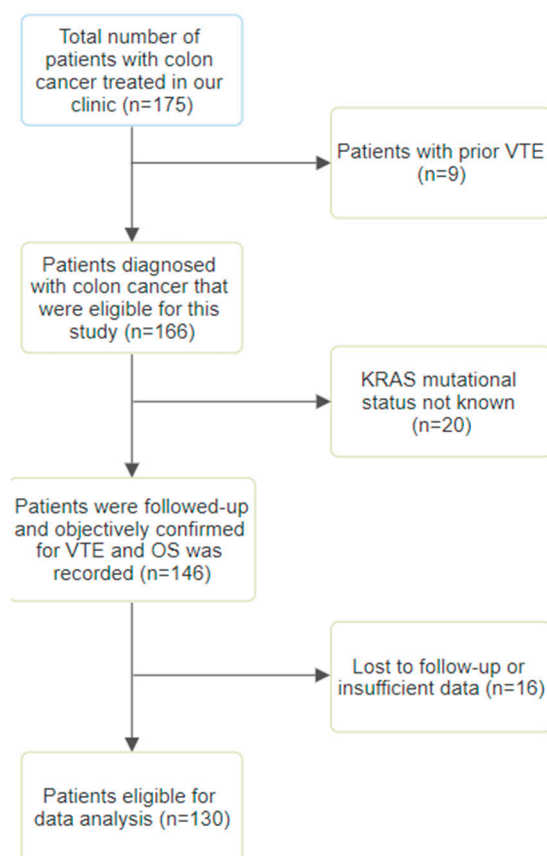 Total number of
patients with colon
cancer treated in our
clinic (n=175)
Patients with prior VTE
(n=9)
Patients diagnosed
with colon cancer that
were eligible for this
study (n=166)
KRAS mutational
status not known
(n=20)
Patients were followed-up
and objectively confirmed
for VTE and OS was
recorded (n=146)
Lost to follow-up or
insufficient data (n=16)
Patients eligible for
data analysis (n=130)